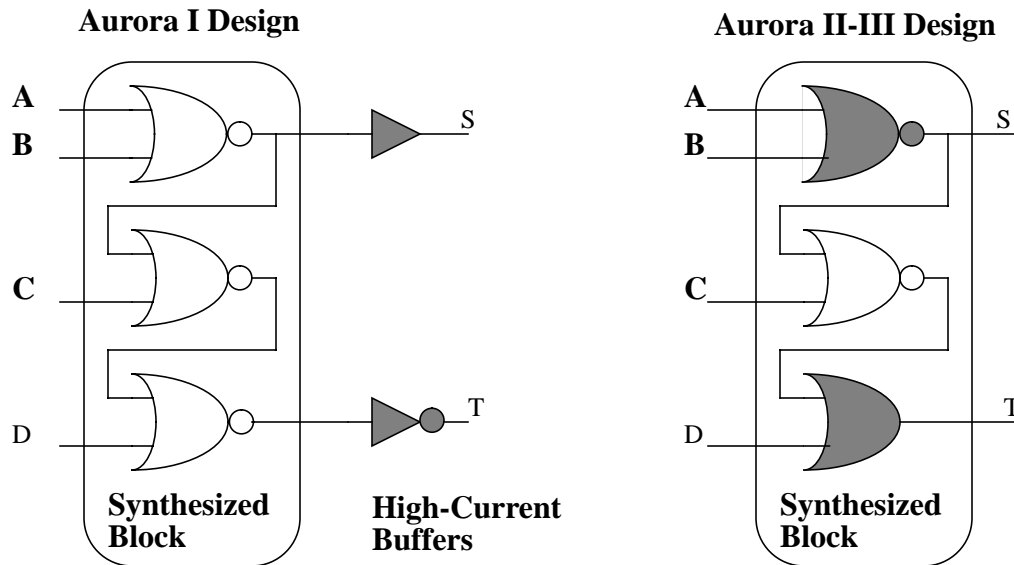 Aurora I Design
A
B
S
C
D
T
Synthesized
Block
High-Current
Buffers
Aurora II-III Design
A
B
S
C
D
T
Synthesized
Block